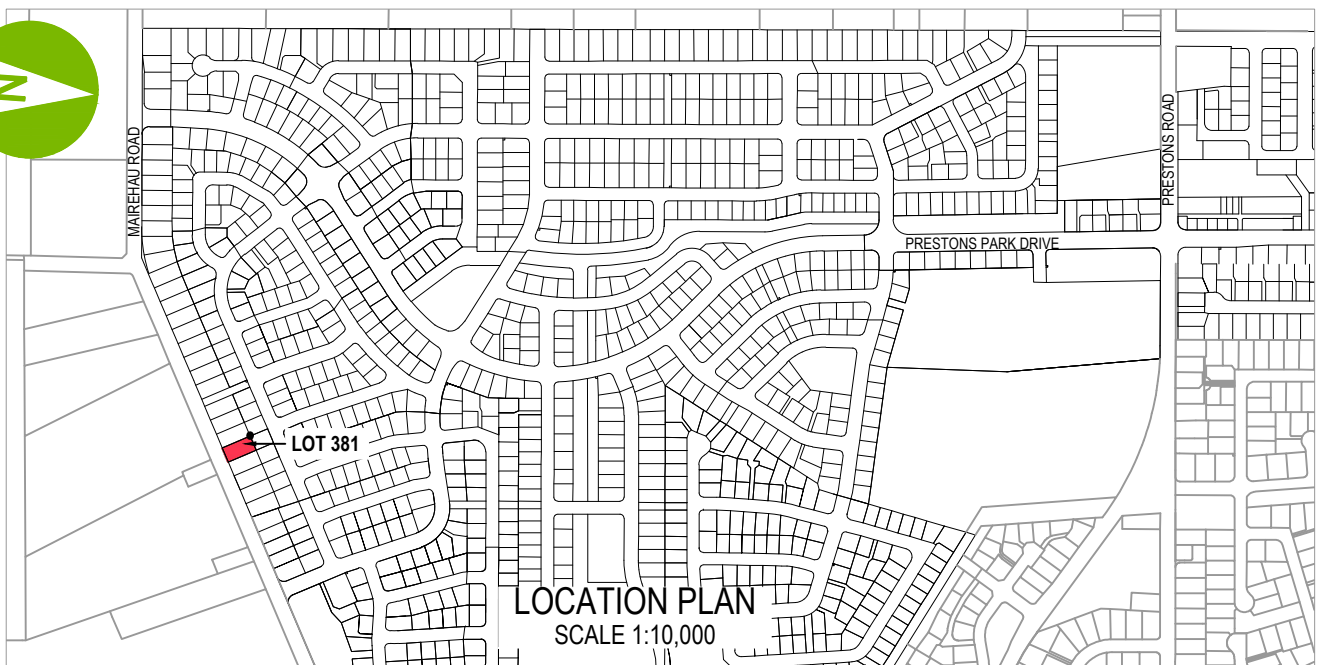 N
MAIREHAU ROAD
PRESTONS ROAD
PRESTONS PARK DRIVE
LOT 381
LOCATION PLAN
SCALE 1:10,000